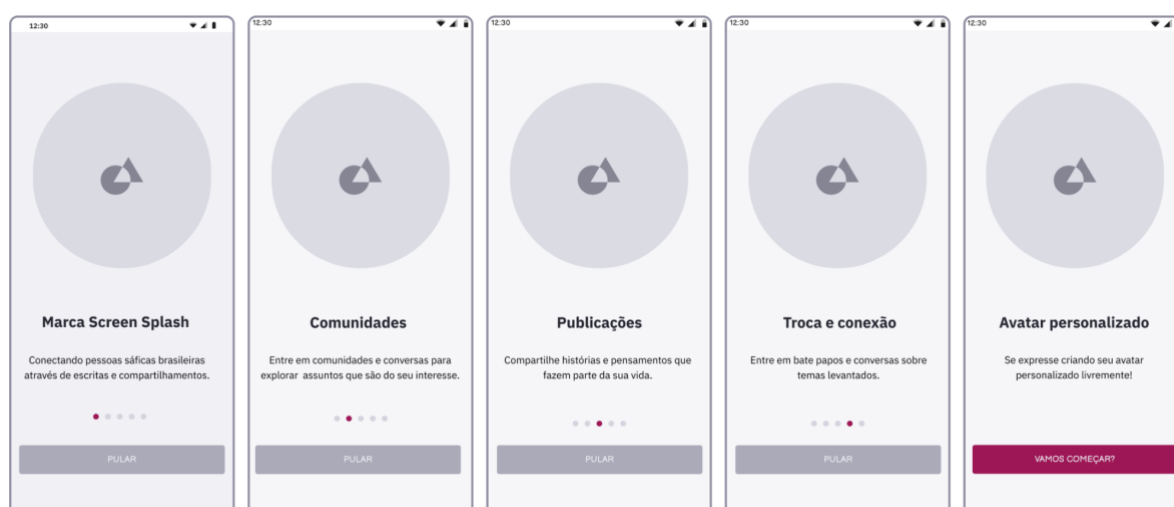 12:30
Marca Screen Splash
Conectando pessoas sáficas brasileiras
através de escritas e compartilhamentos.
PULAR
12:30
Comunidades
Entre em comunidades e conversas para
explorar assuntos que são do seu interesse.
PULAR
12:30
Publicações
Compartilhe histórias e pensamentos que
fazem parte da sua vida.
PULAR
12:30
Troca e conexão
Entre em bate papos e conversas sobre
temas levantados.
PULAR
12:30
Avatar personalizado
Se expresse criando seu avatar
personalizado livremente!
VAMOS COMEÇAR?